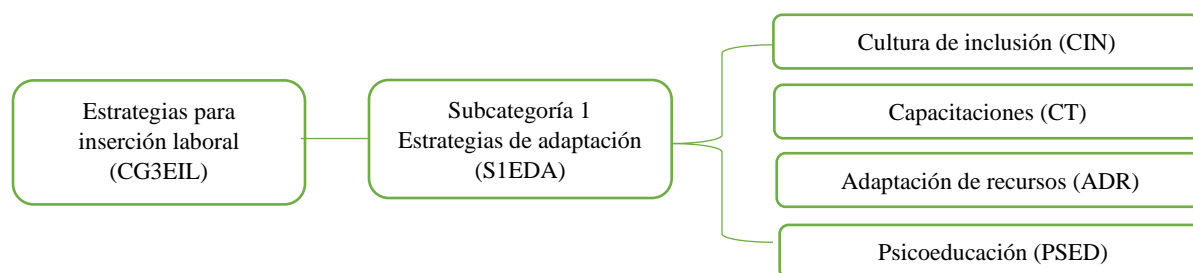 Estrategias para
inserción laboral
(CG3EIL)
Subcategoría 1
Estrategias de adaptación
(S1EDA)
Cultura de inclusión (CIN)
Capacitaciones (CT)
Adaptación de recursos (ADR)
Psicoeducación (PSED)